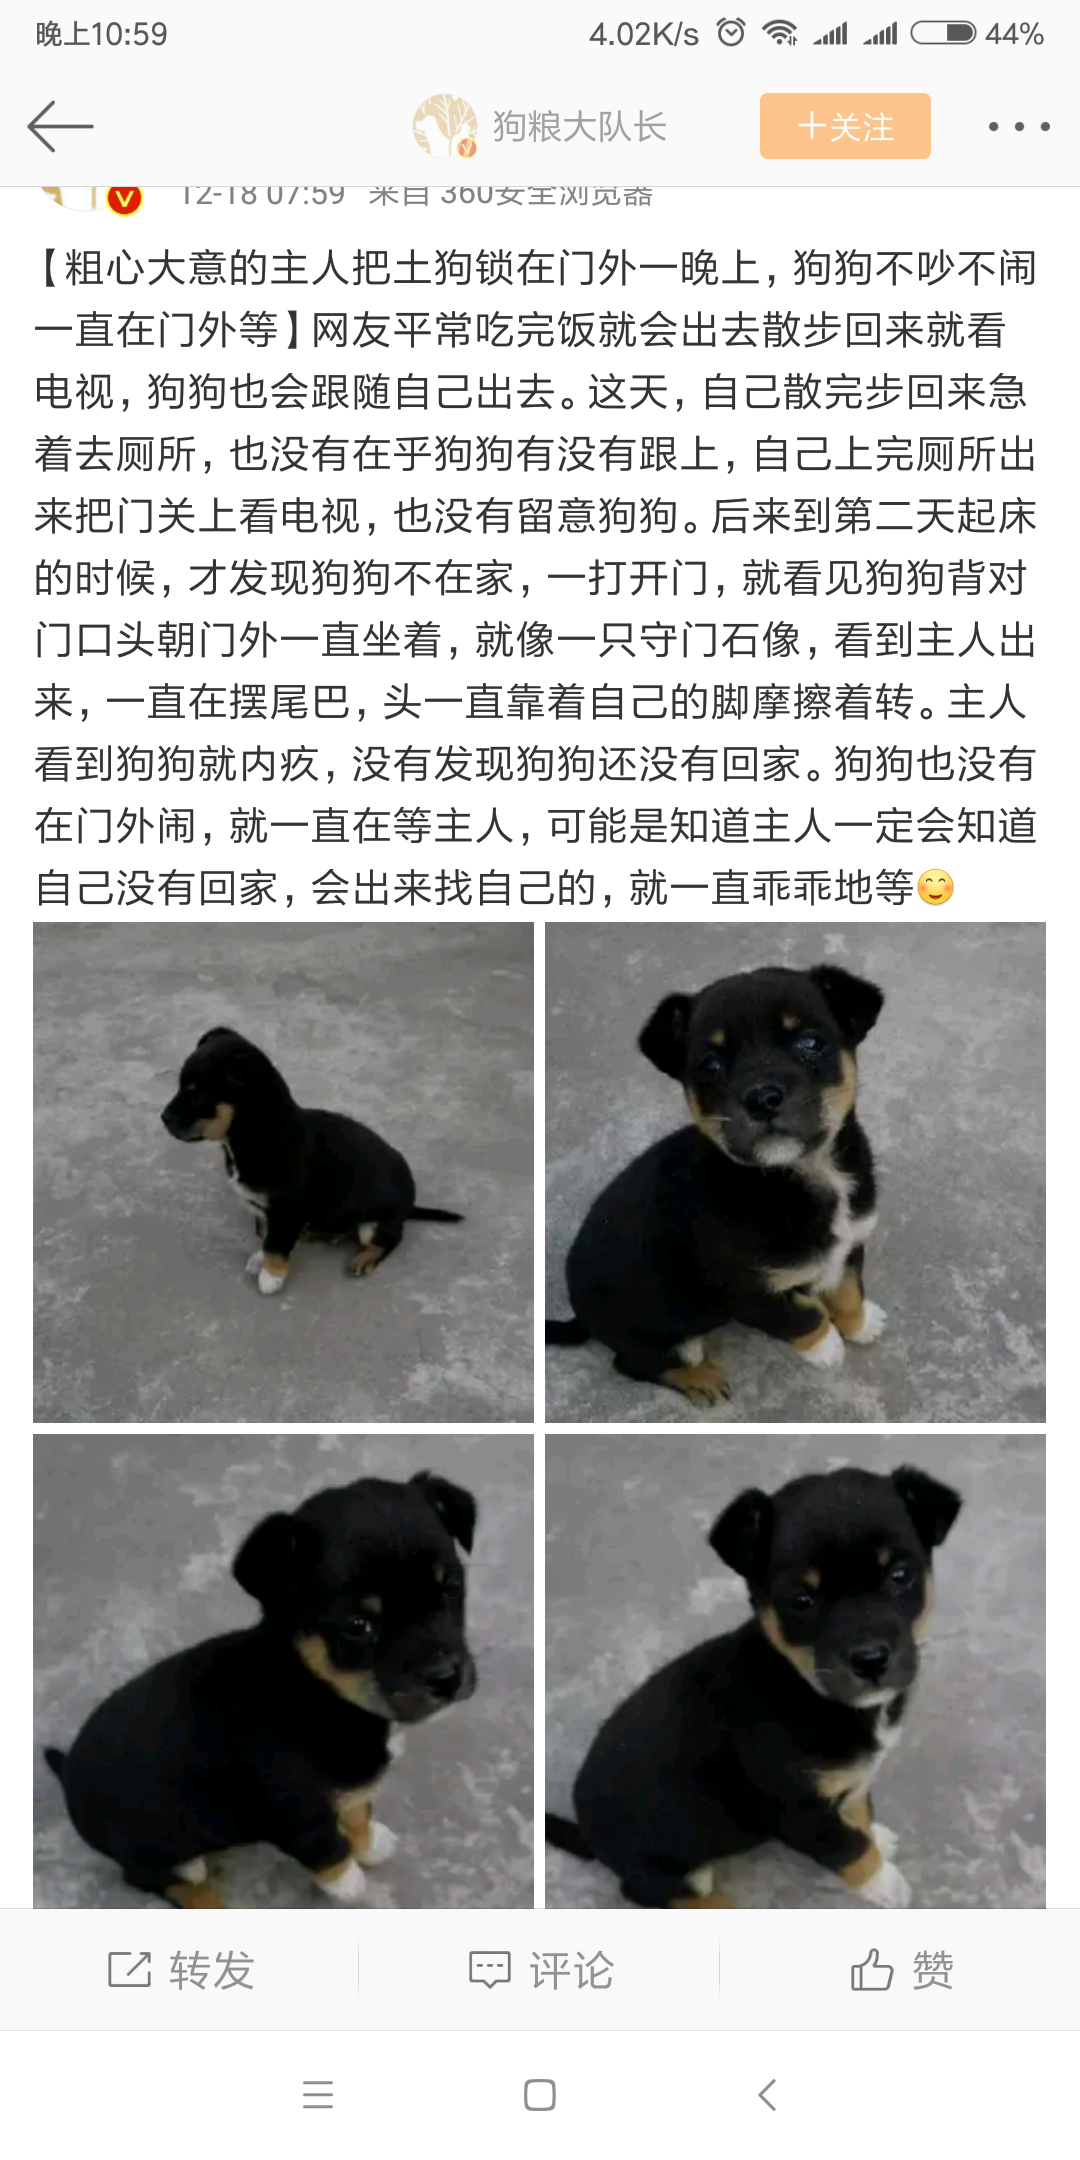 晚上10:59
4.02K/s
44%
狗粮大队长
十关注
12-18 07:59 来自 360安全浏览器
【粗心大意的主人把土狗锁在门外一晚上，狗狗不吵不闹
一直在门外等】网友平常吃完饭就会出去散步回来就看
电视，狗狗也会跟随自己出去。这天，自己散完步回来急
着去厕所，也没有在乎狗狗有没有跟上，自己上完厕所出
来把门关上看电视，也没有留意狗狗。后来到第二天起床
的时候，才发现狗狗不在家，一打开门，就看见狗狗背对
门口头朝门外一直坐着，就像一只守门石像，看到主人出
来，一直在摆尾巴，头一直靠着自己的脚摩擦着转。主人
看到狗狗就内疚，没有发现狗狗还没有回家。狗狗也没有
在门外闹，就一直在等主人，可能是知道主人一定会知道
自己没有回家，会出来找自己的，就一直乖乖地等
转发
评论
赞